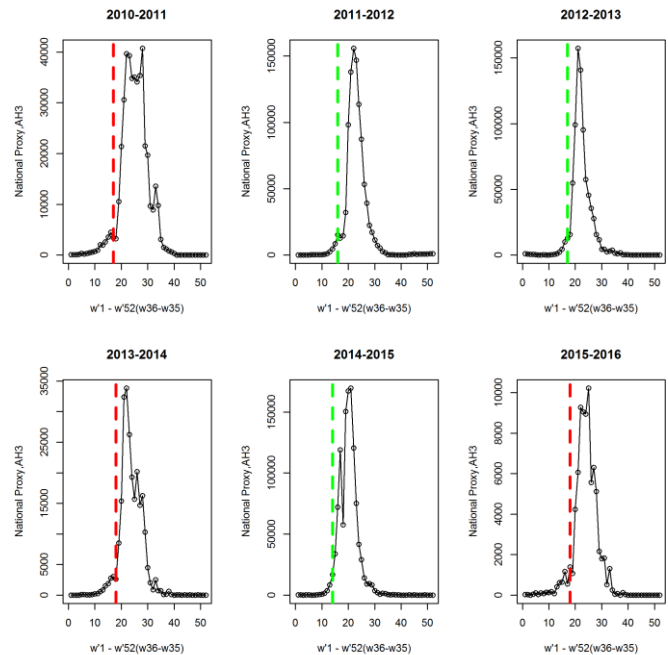 2010-2011
National Proxy,AH3
0
10000
20000
30000
40000
0 10 20 30 40 50
w'1 - w'52(w36-w35)
2011-2012
National Proxy,AH3
0
50000
100000
150000
0 10 20 30 40 50
w'1 - w'52(w36-w35)
2012-2013
National Proxy,AH3
0
50000
100000
150000
0 10 20 30 40 50
w'1 - w'52(w36-w35)
2013-2014
National Proxy,AH3
0
5000
15000
25000
35000
0 10 20 30 40 50
w'1 - w'52(w36-w35)
2014-2015
National Proxy,AH3
0
50000
100000
150000
0 10 20 30 40 50
w'1 - w'52(w36-w35)
2015-2016
National Proxy,AH3
0
2000
4000
6000
8000
10000
0 10 20 30 40 50
w'1 - w'52(w36-w35)